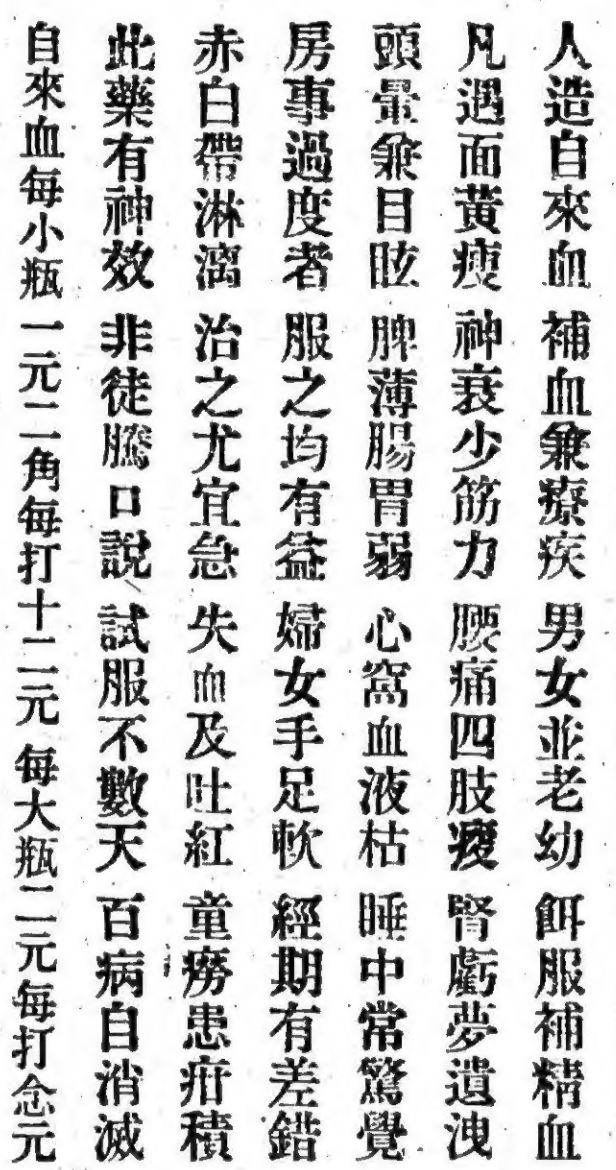 人造自來血 補血兼療疾 男女並老幼 餌服補精血
凡遇面黃瘦 神衰少筋力 腰痛四肢痠 腎虧夢遺洩
頭暈兼目眩 脾薄腸胃弱 心窩血液枯 睡中常驚覺
房事過度者 服之均有益 婦女手足軟 經期有差錯
赤白帶淋漓 治之尤宜急 失血及吐紅 童癆患疳積
此藥有神效 非徒騰口說 試服不數天 百病自消滅
自來血每小瓶一元二角每打十二元 每大瓶二元每打念元